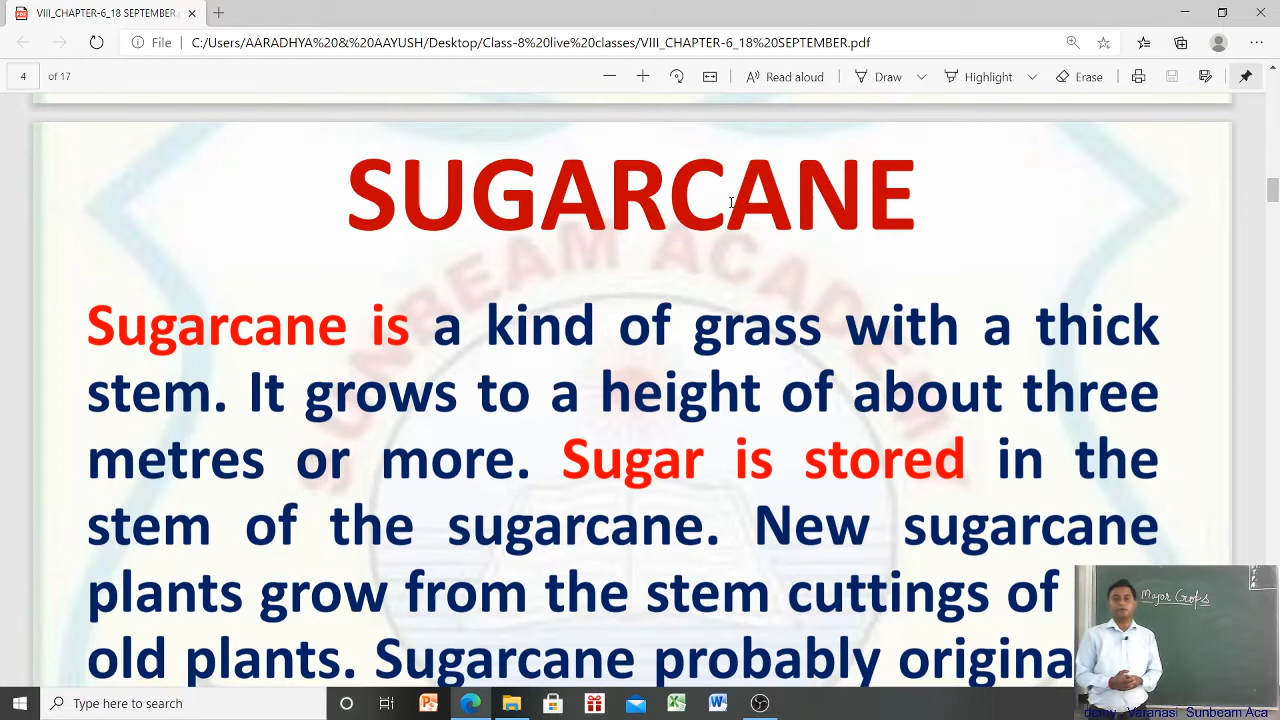 VIII_CHAPTER-6_18 SEPTEMBER.
File C:/Users/AARADHYA%20&%20AAYUSH/Desktop/Class-8%20live%20classes/VIII_CHAPTER-6_18%20SEPTEMBER.pdf
4 of 17 Read aloud Draw Highlight Erase
SUNBEAM ACADEMY
SUGARCANE
Sugarcane is a kind of grass with a thick
stem. It grows to a height of about three
metres or more. Sugar is stored in the
stem of the sugarcane. New sugarcane
plants grow from the stem cuttings of
old plants. Sugarcane probably origina
Major Crops
demy , Varanasi Sunbeam Aca
Type here to search